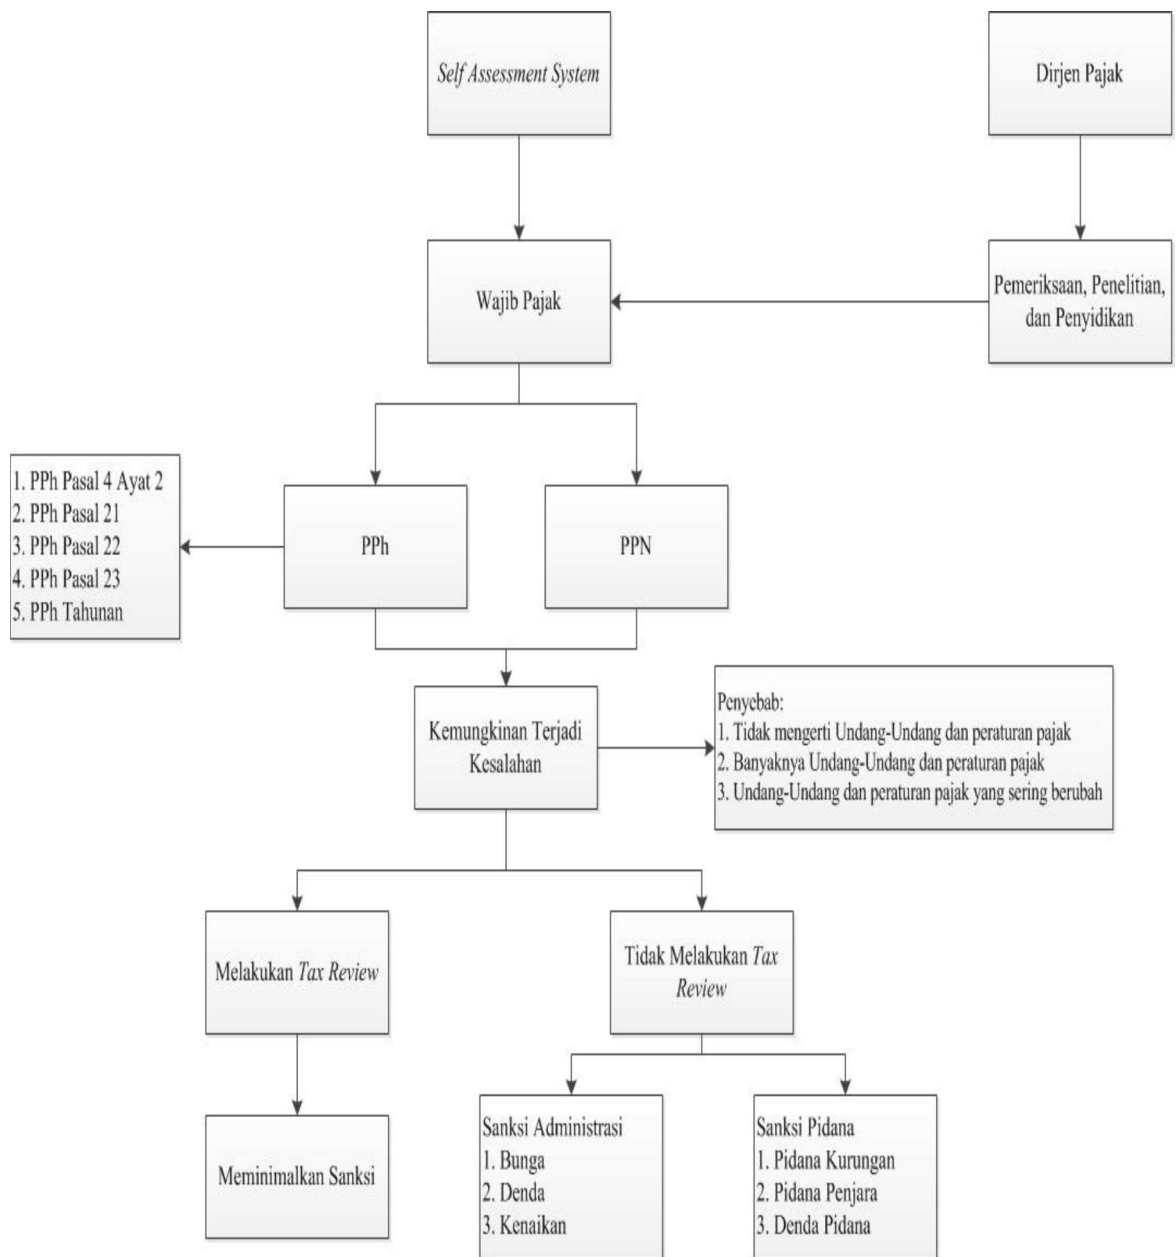 Self Assessment System
Dirjen Pajak
Wajib Pajak
Pemeriksaan, Penelitian,
dan Penyidikan
1. PPh Pasal 4 Ayat 2
2. PPh Pasal 21
3. PPh Pasal 22
4. PPh Pasal 23
5. PPh Tahunan
PPh
PPN
Kemungkinan Terjadi
Kesalahan
Penyebab:
1. Tidak mengerti Undang-Undang dan peraturan pajak
2. Banyaknya Undang-Undang dan peraturan pajak
3. Undang-Undang dan peraturan pajak yang sering berubah
Melakukan Tax Review
Tidak Melakukan Tax
Review
Meminimalkan Sanksi
Sanksi Administrasi
1. Bunga
2. Denda
3. Kenaikan
Sanksi Pidana
1. Pidana Kurungan
2. Pidana Penjara
3. Denda Pidana